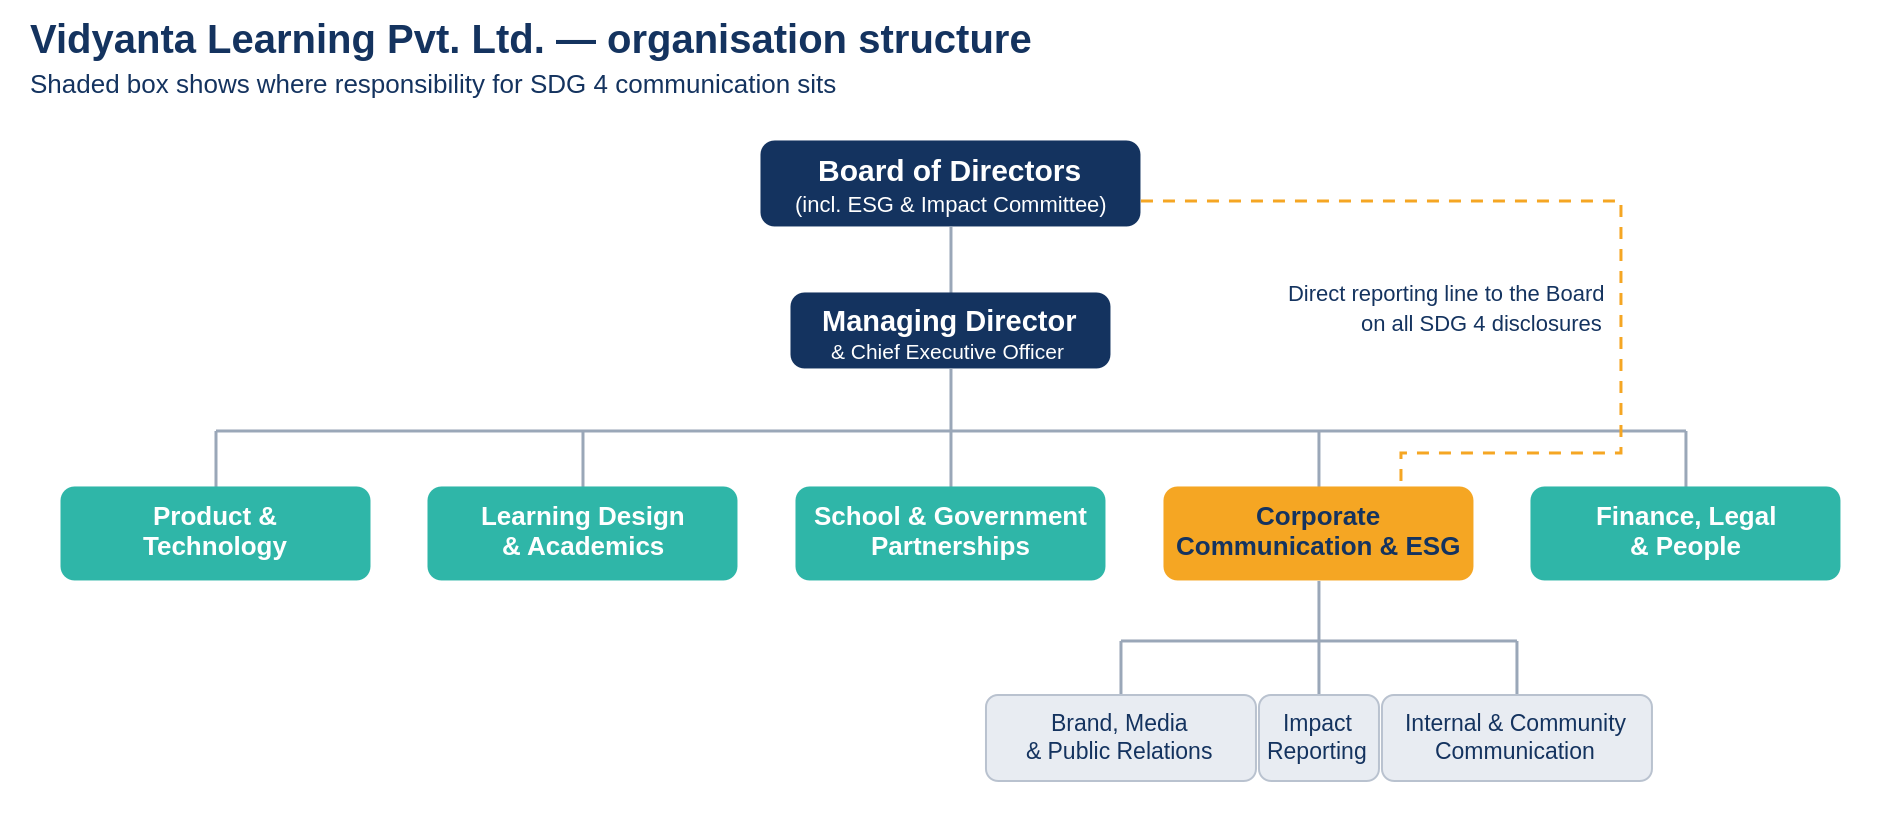 Vidyanta Learning Pvt. Ltd. — organisation structure
Shaded box shows where responsibility for SDG 4 communication sits
Board of Directors
(incl. ESG & Impact Committee)
Direct reporting line to the Board
on all SDG 4 disclosures
Managing Director
& Chief Executive Officer
Product &
Technology
Learning Design
& Academics
School & Government
Partnerships
Corporate
Communication & ESG
Finance, Legal
& People
Brand, Media
& Public Relations
Impact
Reporting
Internal & Community
Communication